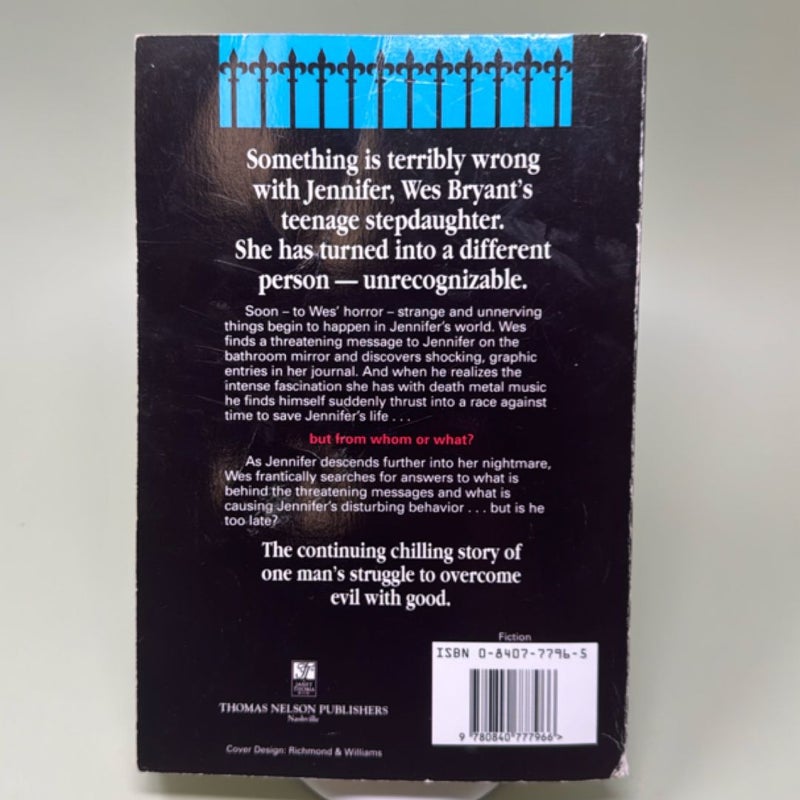 Something is terribly wrong
with Jennifer, Wes Bryant's
teenage stepdaughter.
She has turned into a different
person — unrecognizable.
Soon – to Wes' horror – strange and unnerving
things begin to happen in Jennifer's world. Wes
finds a threatening message to Jennifer on the
bathroom mirror and discovers shocking, graphic
entries in her journal. And when he realizes the
intense fascination she has with death metal music
he finds himself suddenly thrust into a race against
time to save Jennifer's life . . .
but from whom or what?
As Jennifer descends further into her nightmare,
Wes frantically searches for answers to what is
behind the threatening messages and what is
causing Jennifer's disturbing behavior . . . but is he
too late?
The continuing chilling story of
one man's struggle to overcome
evil with good.
Fiction
ISBN 0-8407-7796-5
JANET
THOMA
THOMAS NELSON PUBLISHERS
Nashville
9 780840 777966>
Cover Design: Richmond & Williams